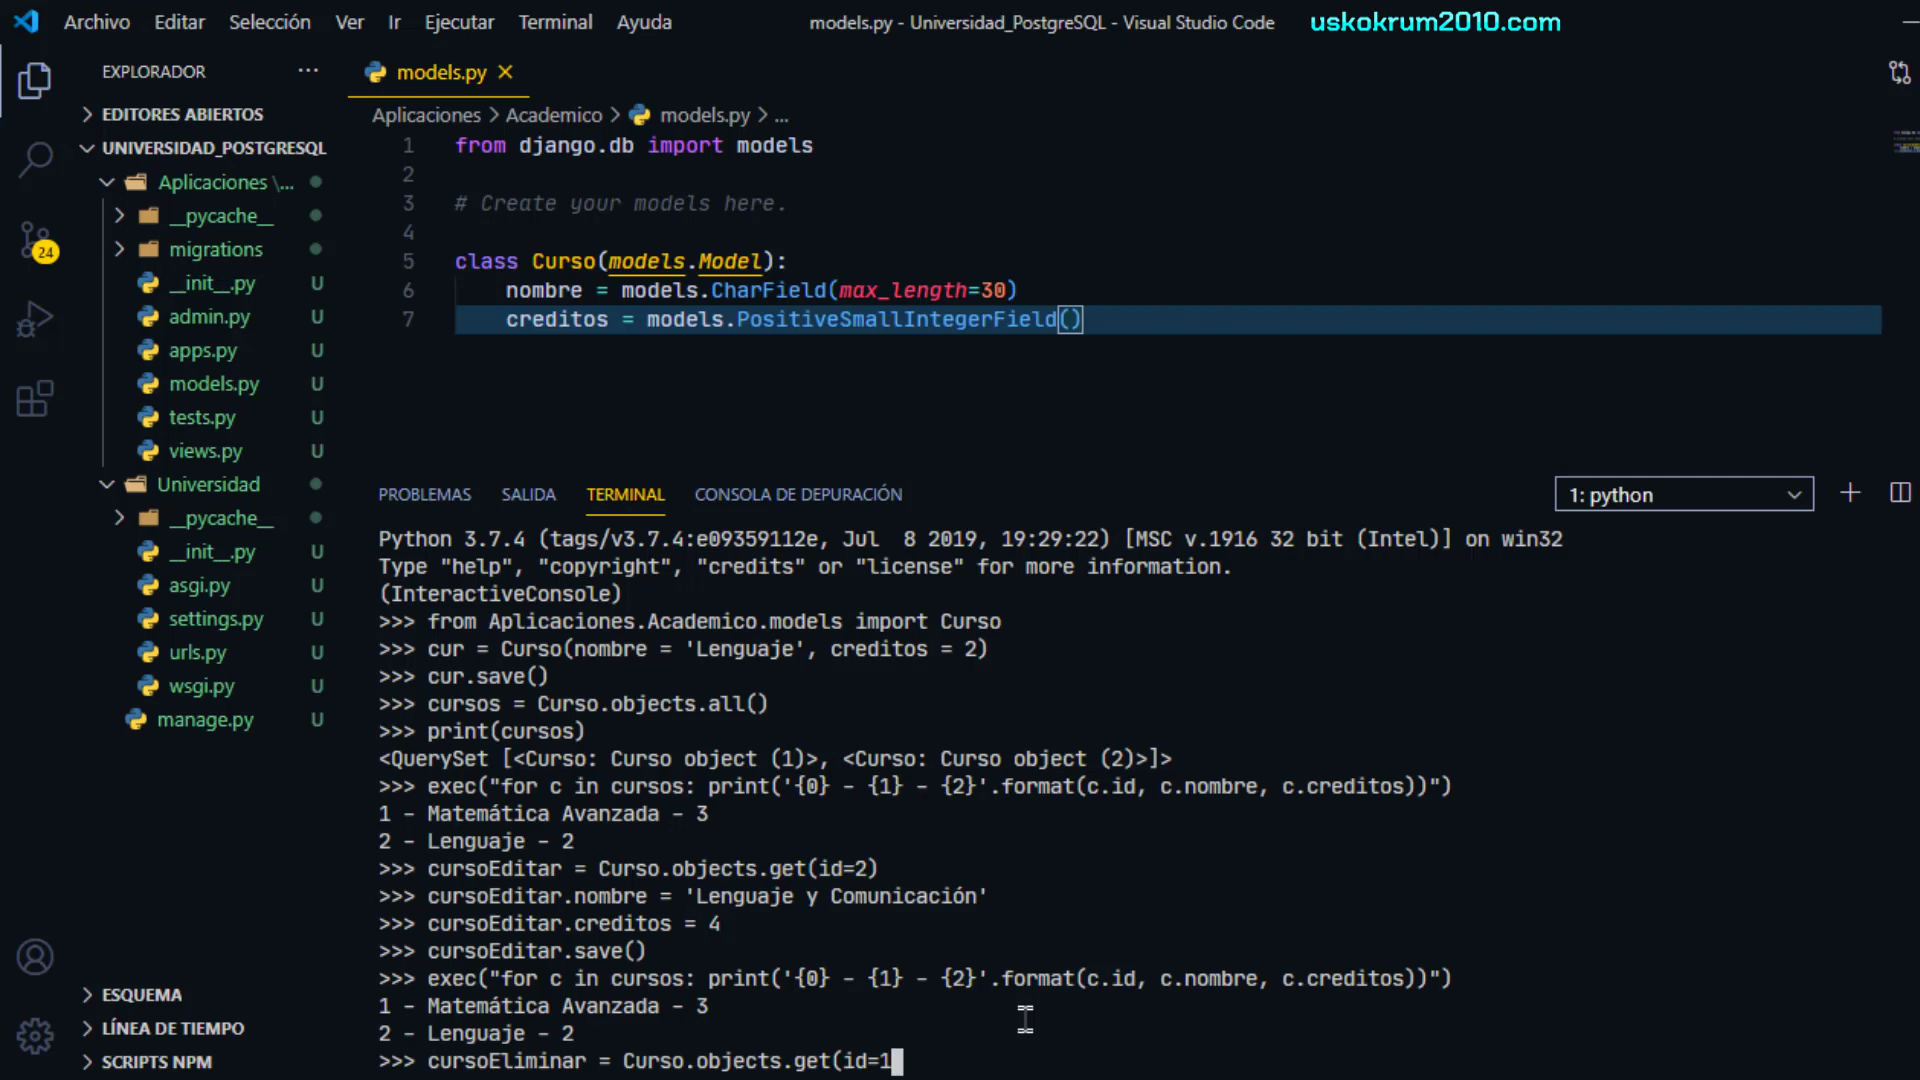 Archivo Editar Selección Ver Ir Ejecutar Terminal Ayuda models.py - Universidad_PostgreSQL - Visual Studio Code uskokrum2010.com
EXPLORADOR ...
EDITORES ABIERTOS
UNIVERSIDAD_POSTGRESQL
Aplicaciones \...
__pycache__
migrations
__init__.py U
admin.py U
apps.py U
models.py U
tests.py U
views.py U
Universidad
__pycache__
__init__.py U
asgi.py U
settings.py U
urls.py U
wsgi.py U
manage.py U
ESQUEMA
LÍNEA DE TIEMPO
SCRIPTS NPM
24
models.py
Aplicaciones > Academico > models.py > ...
1 from django.db import models
2
3 # Create your models here.
4
5 class Curso(models.Model):
6 nombre = models.CharField(max_length=30)
7 creditos = models.PositiveSmallIntegerField()
PROBLEMAS SALIDA TERMINAL CONSOLA DE DEPURACIÓN 1: python
Python 3.7.4 (tags/v3.7.4:e09359112e, Jul  8 2019, 19:29:22) [MSC v.1916 32 bit (Intel)] on win32
Type "help", "copyright", "credits" or "license" for more information.
(InteractiveConsole)
>>> from Aplicaciones.Academico.models import Curso
>>> cur = Curso(nombre = 'Lenguaje', creditos = 2)
>>> cur.save()
>>> cursos = Curso.objects.all()
>>> print(cursos)
<QuerySet [<Curso: Curso object (1)>, <Curso: Curso object (2)>]>
>>> exec("for c in cursos: print('{0} - {1} - {2}'.format(c.id, c.nombre, c.creditos))")
1 - Matemática Avanzada - 3
2 - Lenguaje - 2
>>> cursoEditar = Curso.objects.get(id=2)
>>> cursoEditar.nombre = 'Lenguaje y Comunicación'
>>> cursoEditar.creditos = 4
>>> cursoEditar.save()
>>> exec("for c in cursos: print('{0} - {1} - {2}'.format(c.id, c.nombre, c.creditos))")
1 - Matemática Avanzada - 3
2 - Lenguaje - 2
>>> cursoEliminar = Curso.objects.get(id=1